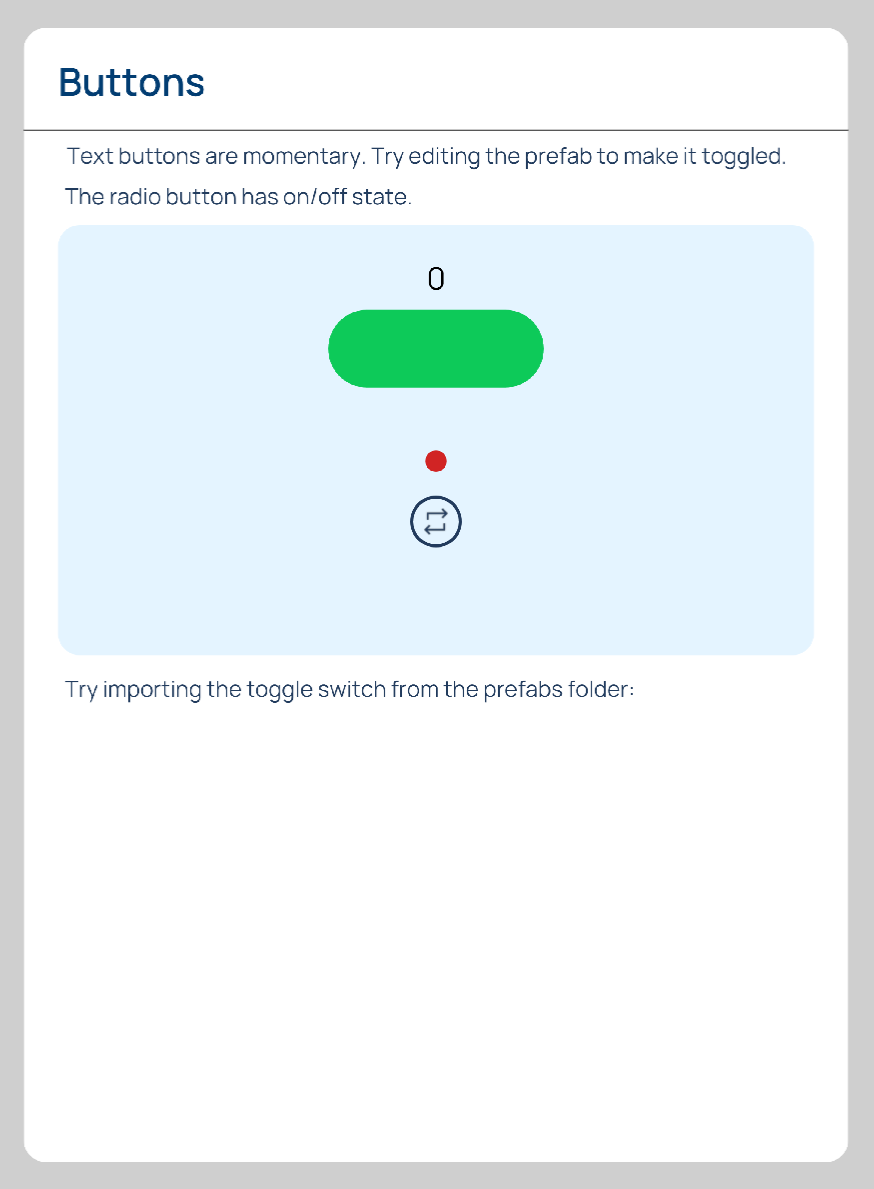 Buttons
Text buttons are momentary. Try editing the prefab to make it toggled.
The radio button has on/off state.
0
Try importing the toggle switch from the prefabs folder: